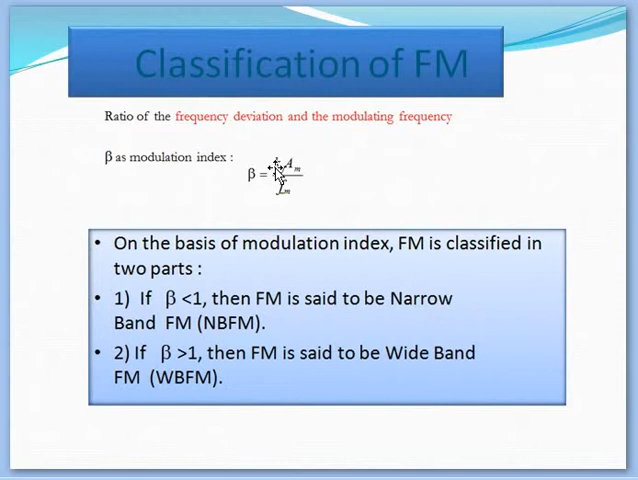 Classification of FM
Ratio of the frequency deviation and the modulating frequency
β as modulation index :
β = A_m / f_m
• On the basis of modulation index, FM is classified in
two parts :
• 1) If β <1, then FM is said to be Narrow
Band FM (NBFM).
• 2) If β >1, then FM is said to be Wide Band
FM (WBFM).